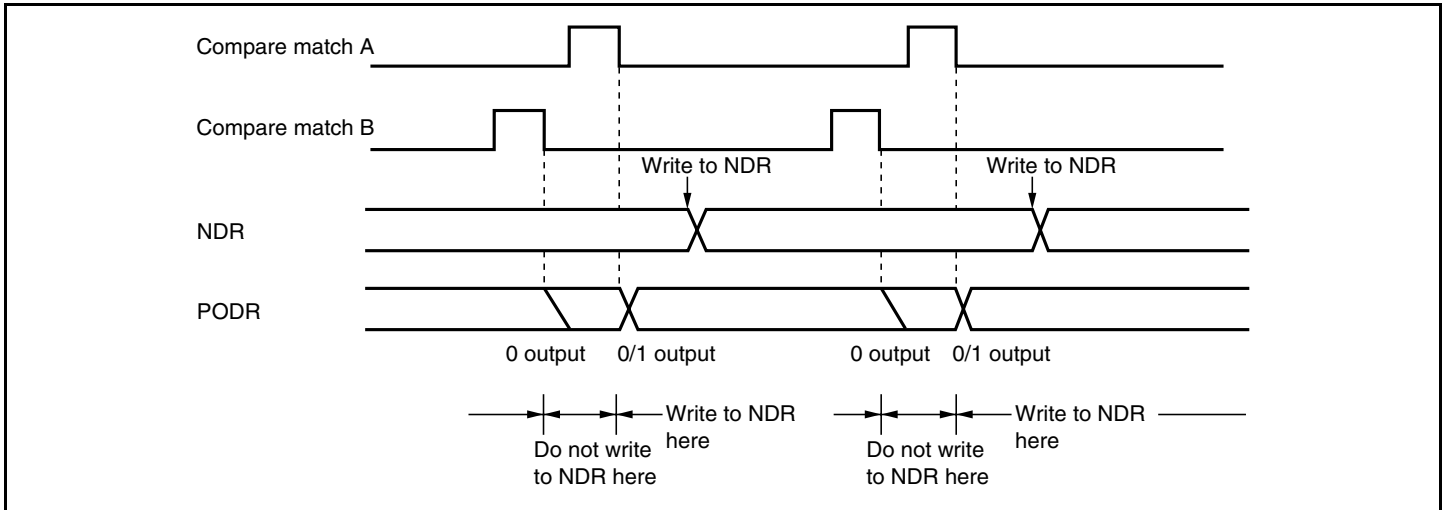 Compare match A
Compare match B
Write to NDR
Write to NDR
NDR
PODR
0 output
0/1 output
0 output
0/1 output
Write to NDR
here
Do not write
to NDR here
Write to NDR
here
Do not write
to NDR here